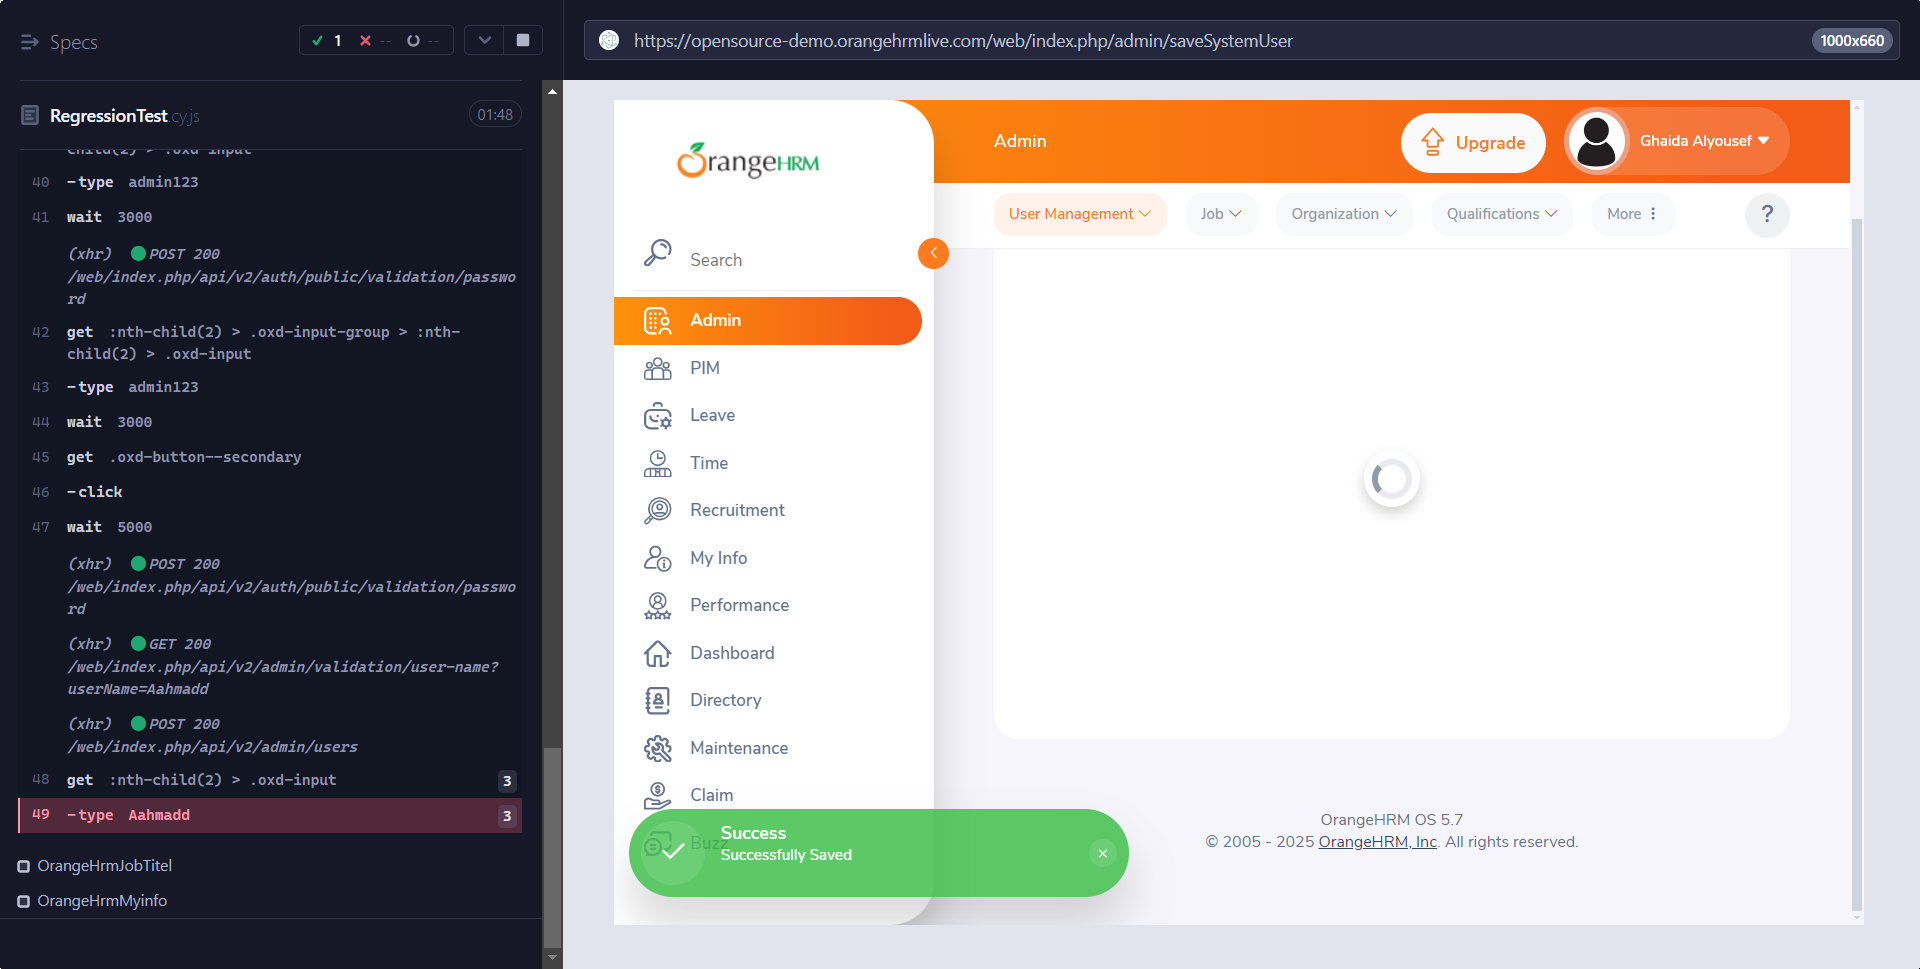 Specs
1
--
--
https://opensource-demo.orangehrmlive.com/web/index.php/admin/saveSystemUser
1000x660
RegressionTest.cy.js
01:48
child(2) > .oxd-input
40 -type admin123
41 wait 3000
(xhr) POST 200
/web/index.php/api/v2/auth/public/validation/passwo
rd
42 get :nth-child(2) > .oxd-input-group > :nth-
child(2) > .oxd-input
43 -type admin123
44 wait 3000
45 get .oxd-button--secondary
46 -click
47 wait 5000
(xhr) POST 200
/web/index.php/api/v2/auth/public/validation/passwo
rd
(xhr) GET 200
/web/index.php/api/v2/admin/validation/user-name?
userName=Aahmadd
(xhr) POST 200
/web/index.php/api/v2/admin/users
48 get :nth-child(2) > .oxd-input 3
49 -type Aahmadd 3
OrangeHrmJobTitel
OrangeHrmMyinfo
OrangeHRM
Search
Admin
PIM
Leave
Time
Recruitment
My Info
Performance
Dashboard
Directory
Maintenance
Claim
Buzz
Admin
Upgrade
Ghaida Alyousef
User Management
Job
Organization
Qualifications
More
?
Success
Successfully Saved
OrangeHRM OS 5.7
© 2005 - 2025 OrangeHRM, Inc. All rights reserved.